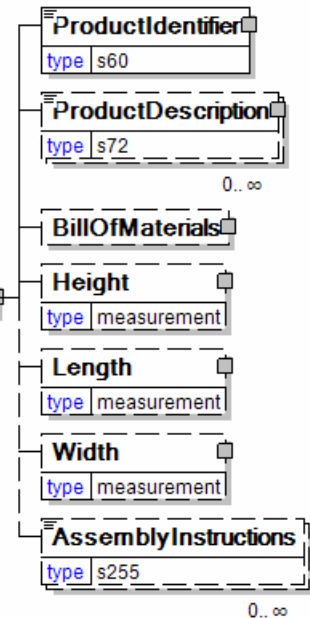 ProductIdentifier
type s60
ProductDescription
type s72
0.. ∞
BillOfMaterials
Height
type measurement
Length
type measurement
Width
type measurement
AssemblyInstructions
type s255
0.. ∞